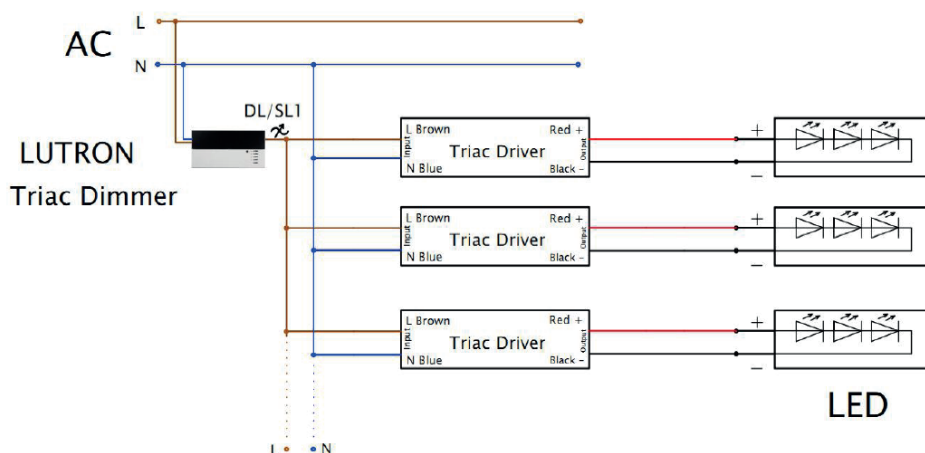 L
AC
N
DL/SL1
LUTRON
Triac Dimmer
L Brown
Red +
Input
Triac Driver
Output
N Blue
Black -
+
−
L Brown
Red +
Input
Triac Driver
Output
N Blue
Black -
+
−
L Brown
Red +
Input
Triac Driver
Output
N Blue
Black -
+
−
LED
L
N